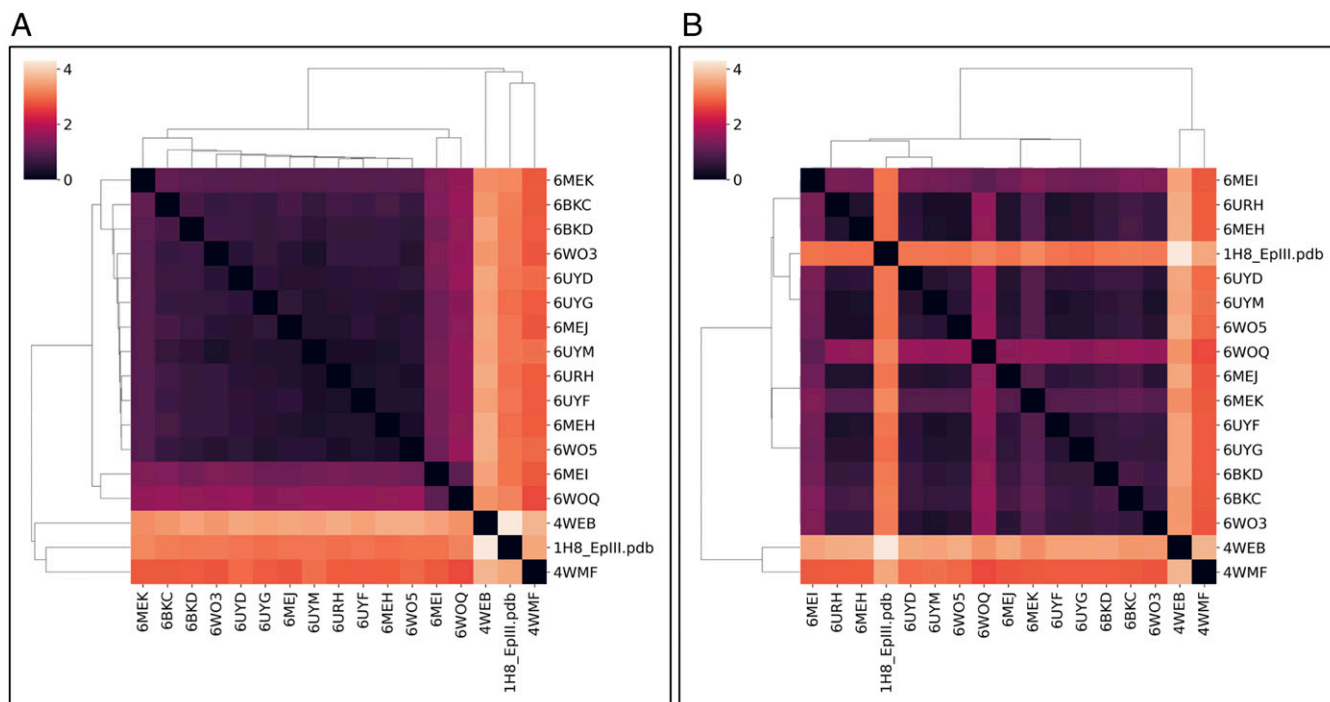 A
4
2
0
6MEK
6BKC
6BKD
6WO3
6UYD
6UYG
6MEJ
6UYM
6URH
6UYF
6MEH
6WO5
6MEI
6WOQ
4WEB
1H8_EpIII.pdb
4WMF
6MEK
6BKC
6BKD
6WO3
6UYD
6UYG
6MEJ
6UYM
6URH
6UYF
6MEH
6WO5
6MEI
6WOQ
4WEB
1H8_EpIII.pdb
4WMF
B
4
2
0
6MEI
6URH
6MEH
1H8_EpIII.pdb
6UYD
6UYM
6WO5
6WOQ
6MEJ
6MEK
6UYF
6UYG
6BKD
6BKC
6WO3
4WEB
4WMF
6MEI
6URH
6MEH
1H8_EpIII.pdb
6UYD
6UYM
6WO5
6WOQ
6MEJ
6MEK
6UYF
6UYG
6BKD
6BKC
6WO3
4WEB
4WMF